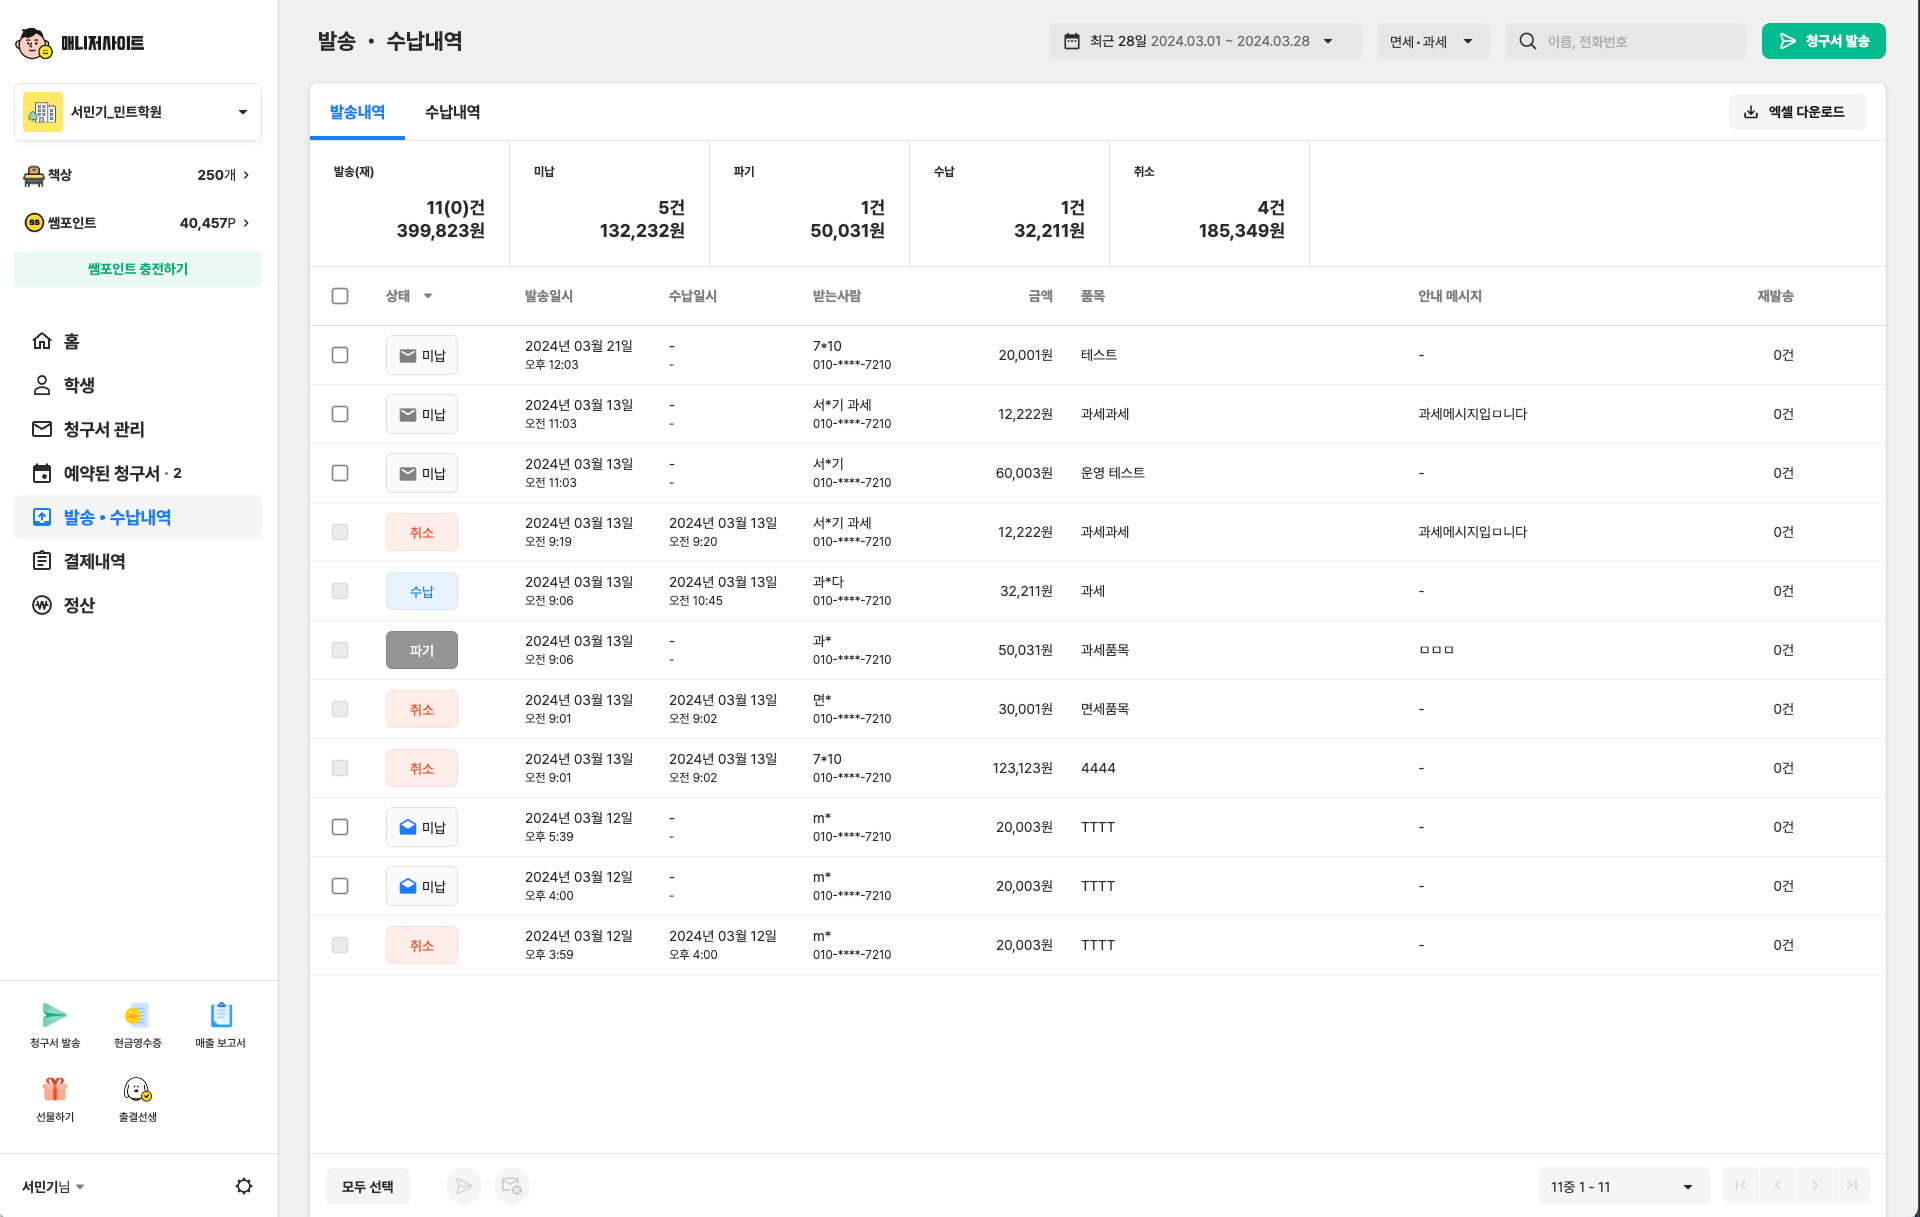 매니저사이트
서민기_민트학원
책상 250개
쌤포인트 40,457P
쌤포인트 충전하기
홈
학생
청구서 관리
예약된 청구서 · 2
발송 • 수납내역
결제내역
정산
청구서 발송 현금영수증 매출 보고서
선물하기 출결선생
서민기님
발송 • 수납내역
최근 28일 2024.03.01 ~ 2024.03.28
면세 • 과세
이름, 전화번호
청구서 발송
발송내역 수납내역
엑셀 다운로드
발송(재) 미납 파기 수납 취소
11(0)건 5건 1건 1건 4건
399,823원 132,232원 50,031원 32,211원 185,349원
상태 발송일시 수납일시 받는사람 금액 품목 안내 메시지 재발송
미납 2024년 03월 21일 - 7*10 20,001원 테스트 - 0건
오후 12:03 - 010-****-7210
미납 2024년 03월 13일 - 서*기 과세 12,222원 과세과세 과세메시지입ㅁ니다 0건
오전 11:03 - 010-****-7210
미납 2024년 03월 13일 - 서*기 60,003원 운영 테스트 - 0건
오전 11:03 - 010-****-7210
취소 2024년 03월 13일 2024년 03월 13일 서*기 과세 12,222원 과세과세 과세메시지입ㅁ니다 0건
오전 9:19 오전 9:20 010-****-7210
수납 2024년 03월 13일 2024년 03월 13일 과*다 32,211원 과세 - 0건
오전 9:06 오전 10:45 010-****-7210
파기 2024년 03월 13일 - 과* 50,031원 과세품목 ㅁㅁㅁ 0건
오전 9:06 - 010-****-7210
취소 2024년 03월 13일 2024년 03월 13일 면* 30,001원 면세품목 - 0건
오전 9:01 오전 9:02 010-****-7210
취소 2024년 03월 13일 2024년 03월 13일 7*10 123,123원 4444 - 0건
오전 9:01 오전 9:02 010-****-7210
미납 2024년 03월 12일 - m* 20,003원 TTTT - 0건
오후 5:39 - 010-****-7210
미납 2024년 03월 12일 - m* 20,003원 TTTT - 0건
오후 4:00 - 010-****-7210
취소 2024년 03월 12일 2024년 03월 12일 m* 20,003원 TTTT - 0건
오후 3:59 오후 4:00 010-****-7210
모두 선택
11중 1 - 11